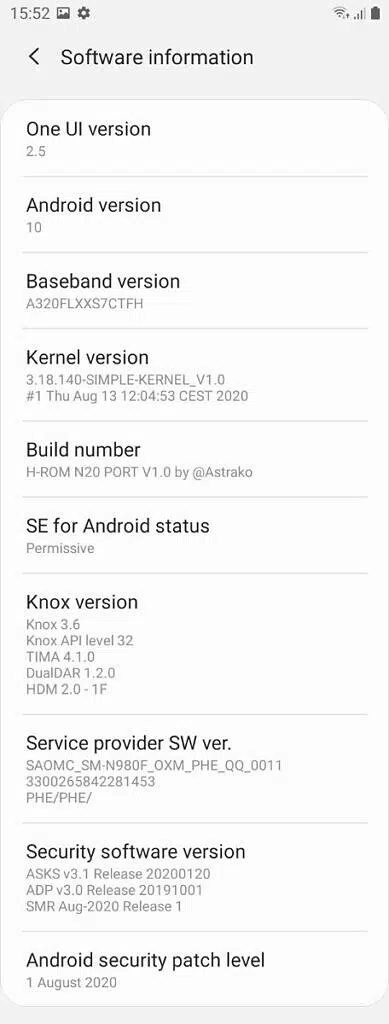 15:52
Software information
One UI version
2.5
Android version
10
Baseband version
A320FLXXS7CTFH
Kernel version
3.18.140-SIMPLE-KERNEL_V1.0
#1 Thu Aug 13 12:04:53 CEST 2020
Build number
H-ROM N20 PORT V1.0 by @Astrako
SE for Android status
Permissive
Knox version
Knox 3.6
Knox API level 32
TIMA 4.1.0
DualDAR 1.2.0
HDM 2.0 - 1F
Service provider SW ver.
SAOMC_SM-N980F_OXM_PHE_QQ_0011
3300265842281453
PHE/PHE/
Security software version
ASKS v3.1 Release 20200120
ADP v3.0 Release 20191001
SMR Aug-2020 Release 1
Android security patch level
1 August 2020